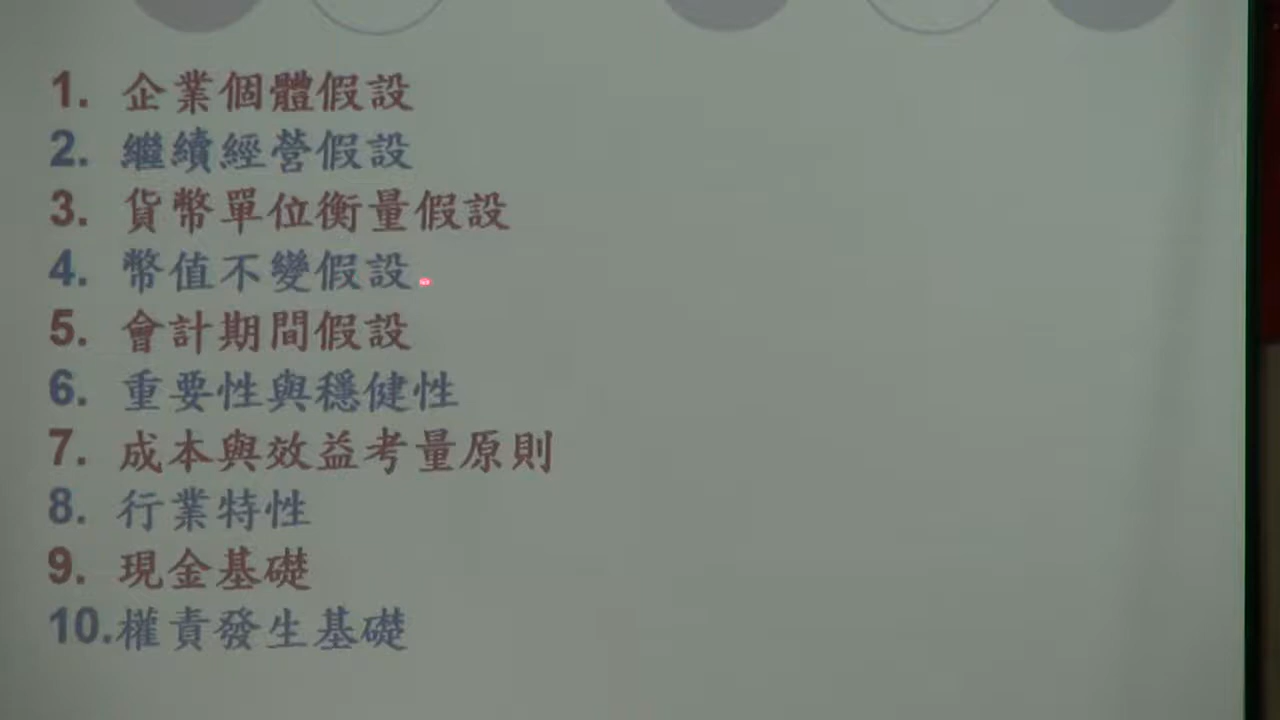 1. 企業個體假設
2. 繼續經營假設
3. 貨幣單位衡量假設
4. 幣值不變假設
5. 會計期間假設
6. 重要性與穩健性
7. 成本與效益考量原則
8. 行業特性
9. 現金基礎
10.權責發生基礎